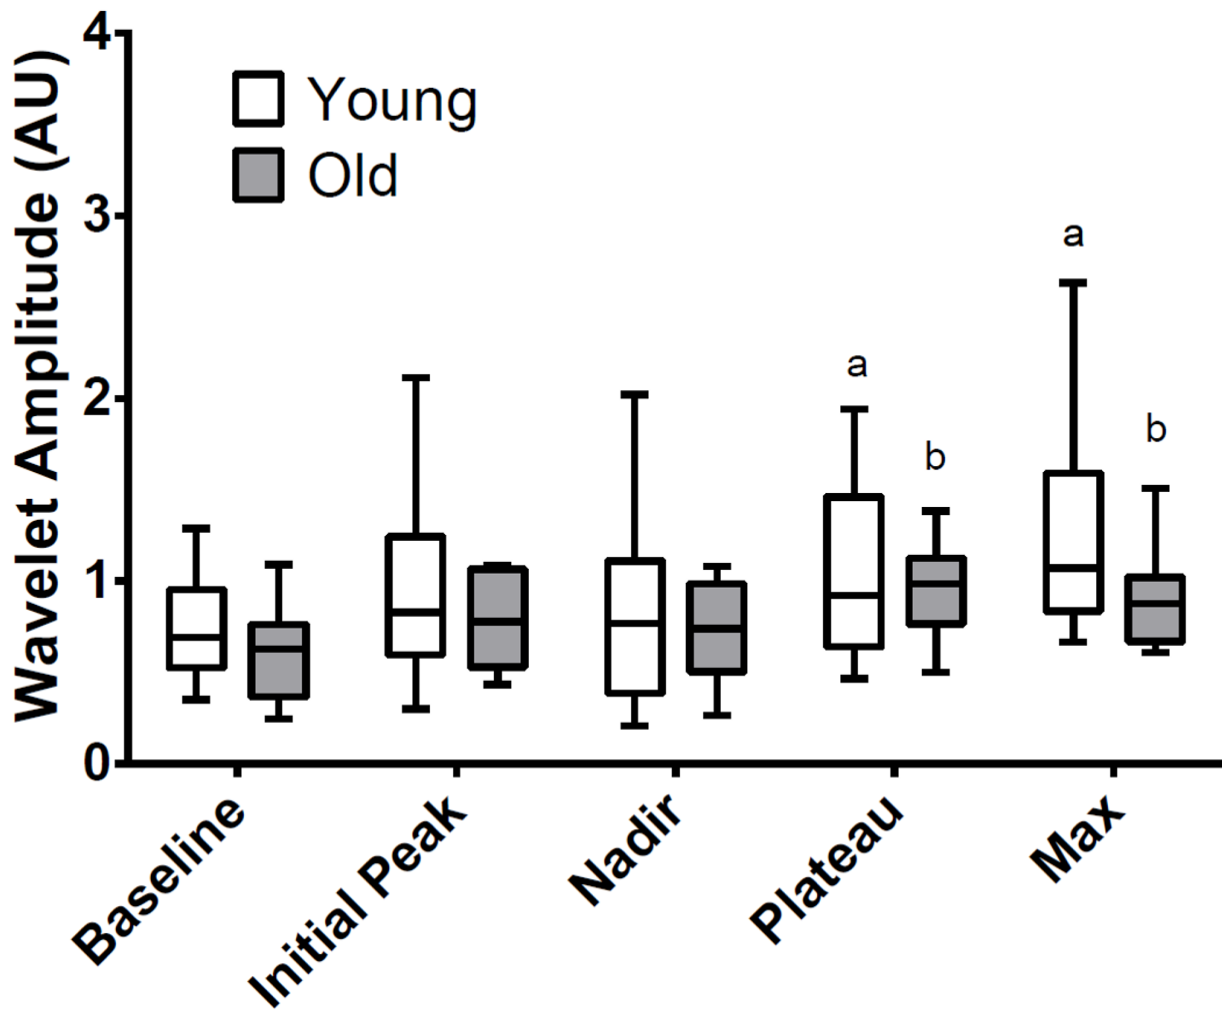 Wavelet Amplitude (AU)
4
3
2
1
0
Young
Old
a
b
a
b
Baseline
Initial Peak
Nadir
Plateau
Max